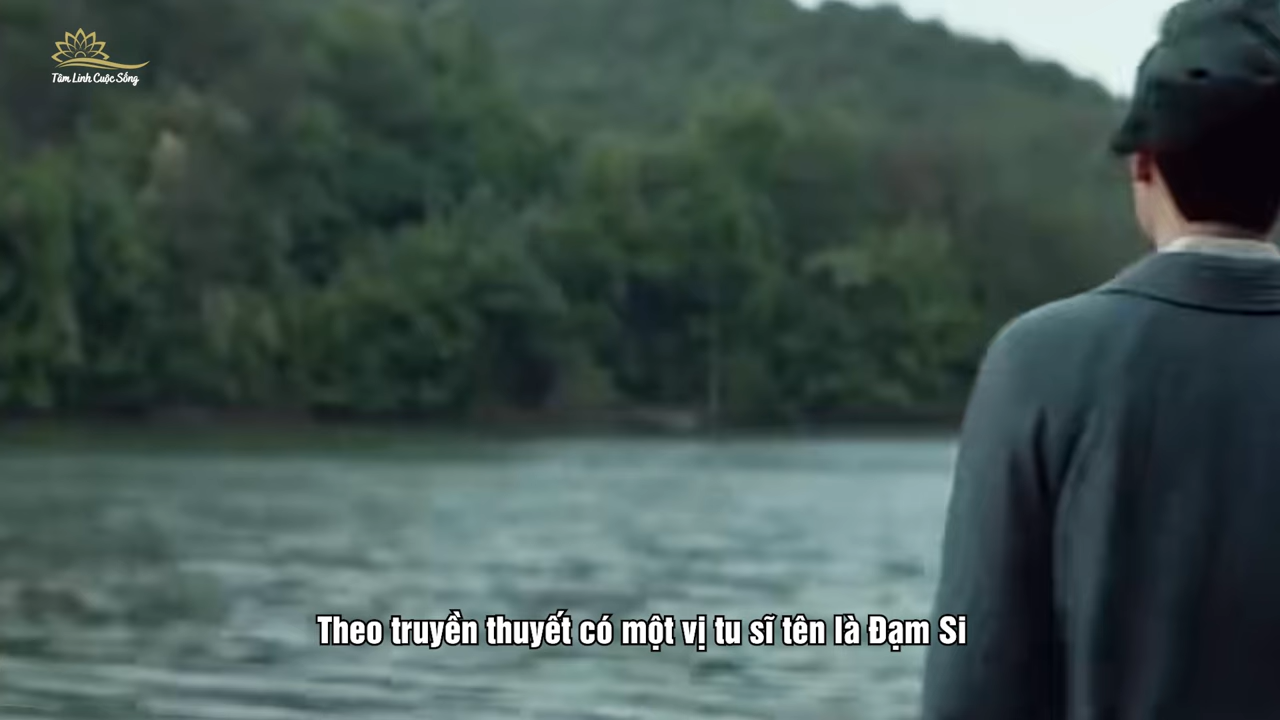 Tâm Linh Cuộc Sống
Theo truyền thuyết có một vị tu sĩ tên là Đạm Si